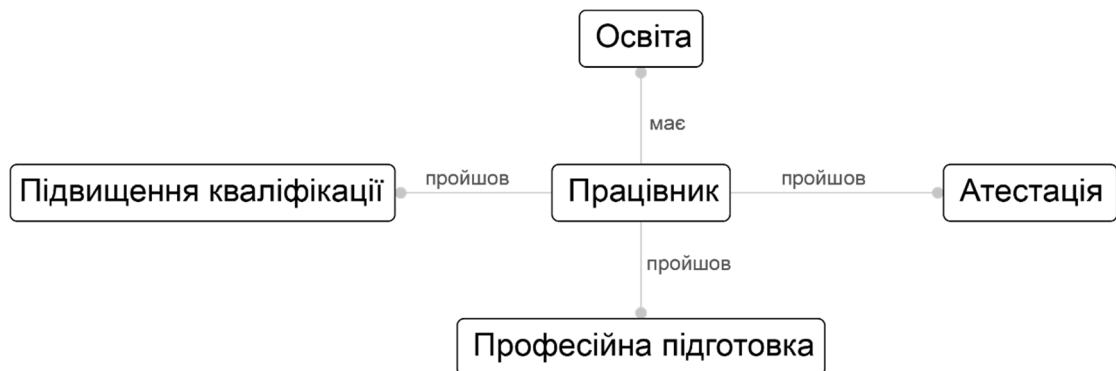 Освіта
має
Підвищення кваліфікації
пройшов
Працівник
пройшов
Атестація
пройшов
Професійна підготовка